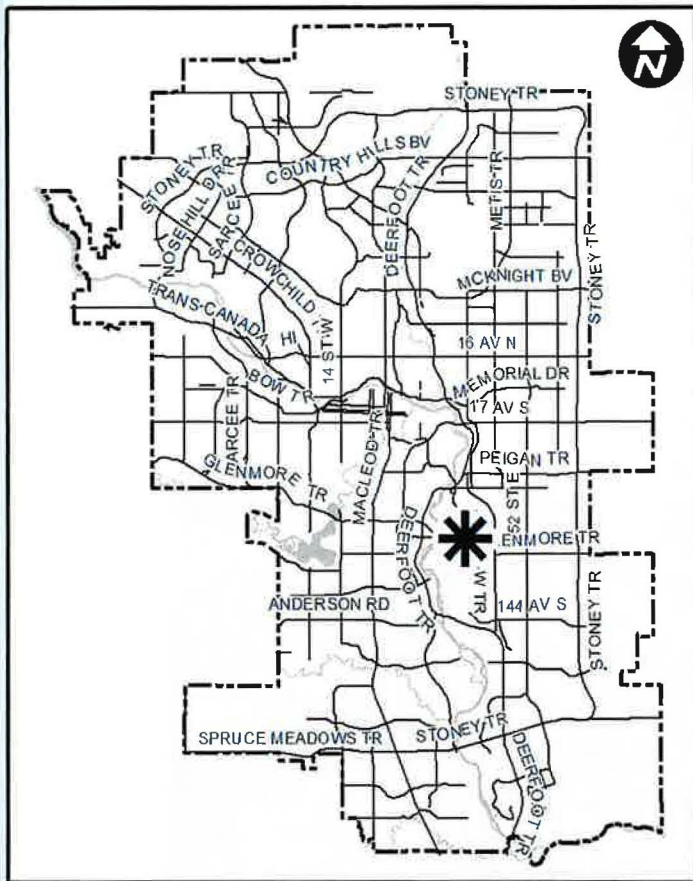 N
STONEY TR
STONEY TR
COUNTRY HILLS BV
NOSE HILL DR
SARCEE TR
DEERFOOT TR
METIS TR
CROWCHILD
STONEY TR
MCKNIGHT BV
TRANS-CANADA HI
14 ST W
16 AV N
BOW TR
MEMORIAL DR
17 AV S
SARCEE TR
MACLEOD TR
PEIGAN TR
GLENMORE TR
52 ST E
DEERFOOT TR
ENMORE TR
W TR
ANDERSON RD
144 AV S
STONEY TR
STONEY TR
SPRUCE MEADOWS TR
DEERFOOT TR